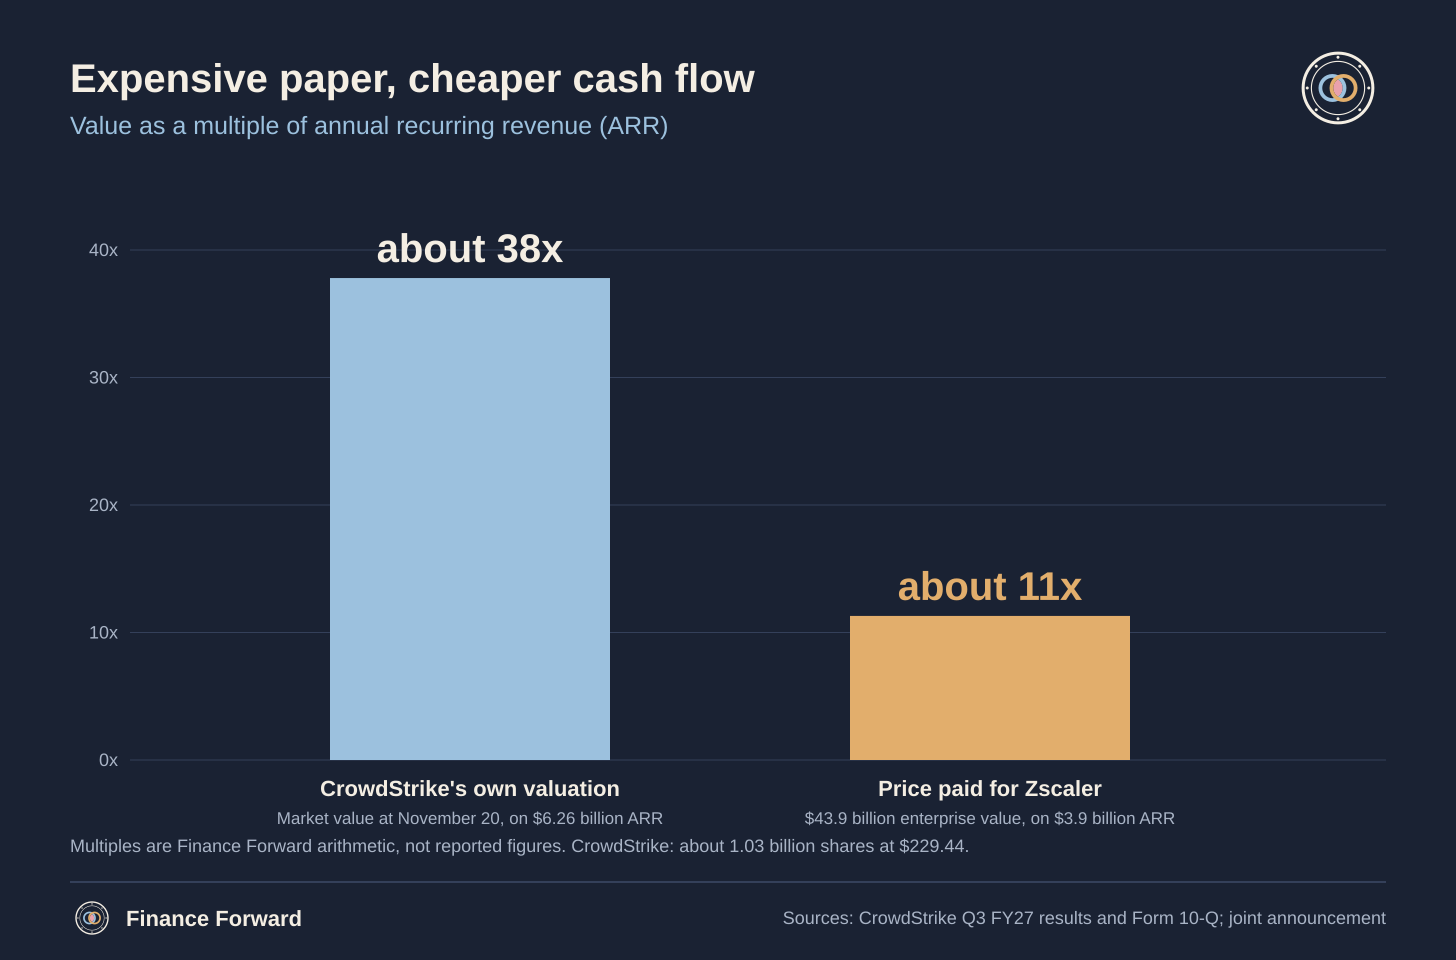 Expensive paper, cheaper cash flow
Value as a multiple of annual recurring revenue (ARR)
40x
about 38x
30x
20x
about 11x
10x
0x
CrowdStrike's own valuation
Price paid for Zscaler
Market value at November 20, on $6.26 billion ARR
$43.9 billion enterprise value, on $3.9 billion ARR
Multiples are Finance Forward arithmetic, not reported figures. CrowdStrike: about 1.03 billion shares at $229.44.
Finance Forward
Sources: CrowdStrike Q3 FY27 results and Form 10-Q; joint announcement